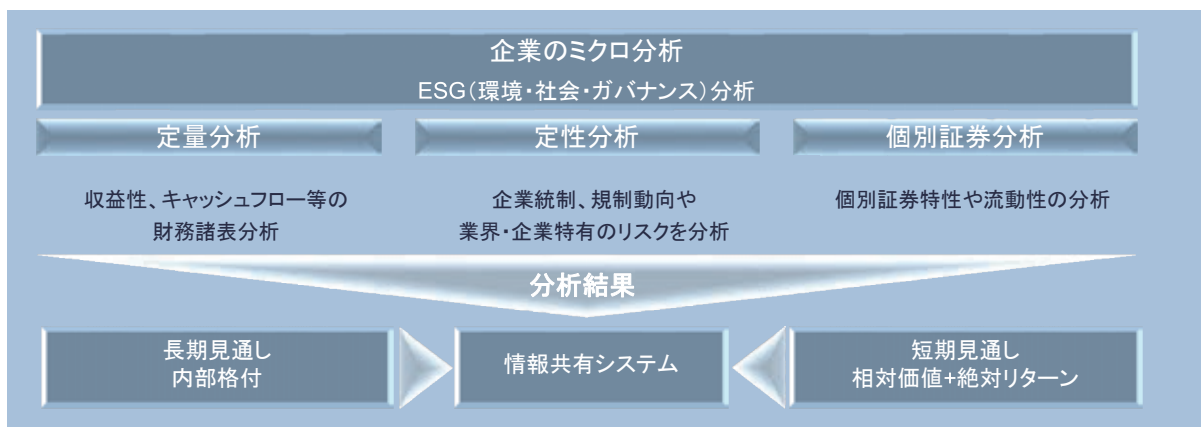 企業のミクロ分析
ESG(環境・社会・ガバナンス)分析
定量分析
定性分析
個別証券分析
収益性、キャッシュフロー等の
財務諸表分析
企業統制、規制動向や
業界・企業特有のリスクを分析
個別証券特性や流動性の分析
分析結果
長期見通し
内部格付
情報共有システム
短期見通し
相対価値+絶対リターン